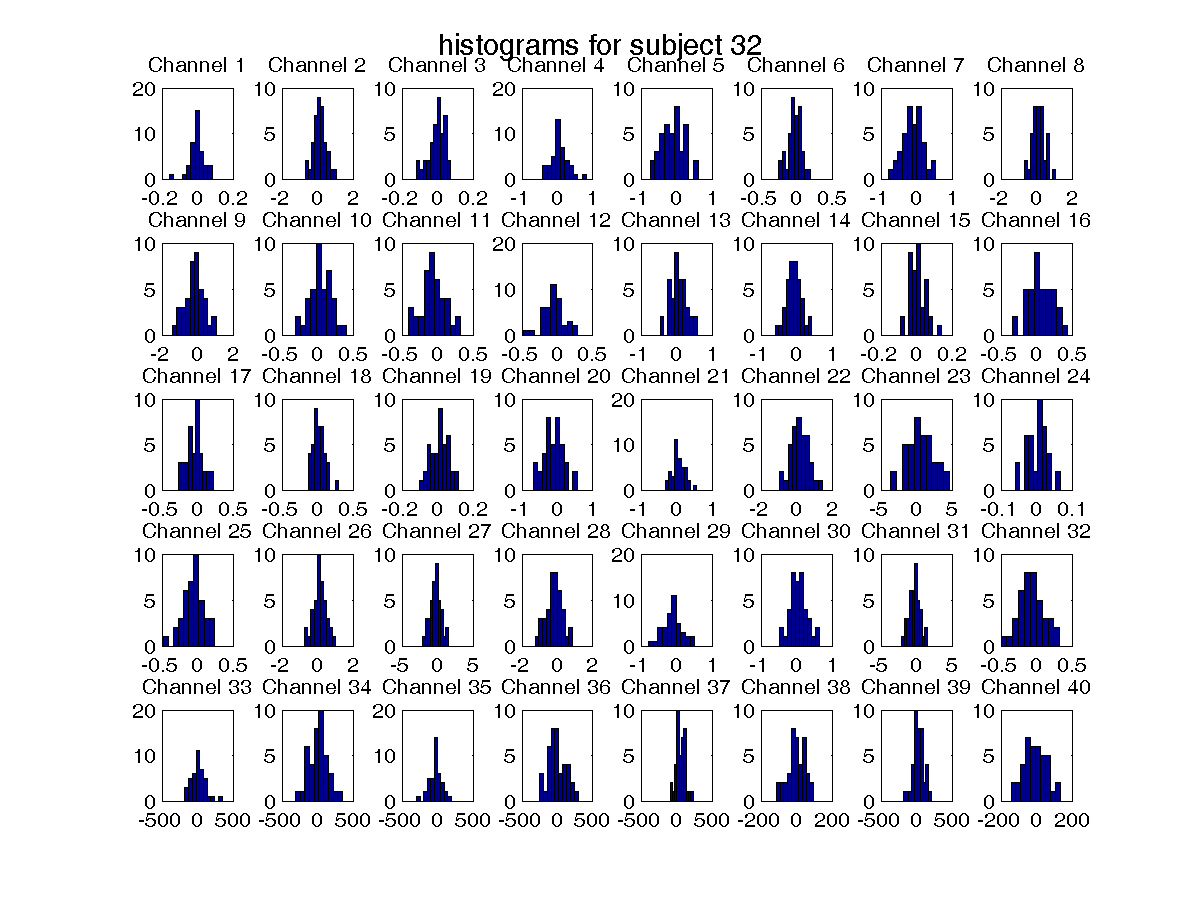 histograms for subject 32
Channel 1 Channel 2 Channel 3 Channel 4 Channel 5 Channel 6 Channel 7 Channel 8
20 10 10 20 10 10 10 10
10 5 5 10 5 5 5 5
0 0 0 0 0 0 0 0
-0.2 0 0.2 -2 0 2 -0.2 0 0.2 -1 0 1 -1 0 1 -0.5 0 0.5 -1 0 1 -2 0 2
Channel 9 Channel 10 Channel 11 Channel 12 Channel 13 Channel 14 Channel 15 Channel 16
10 10 10 20 10 10 10 10
5 5 5 10 5 5 5 5
0 0 0 0 0 0 0 0
-2 0 2 -0.5 0 0.5 -0.5 0 0.5 -0.5 0 0.5 -1 0 1 -1 0 1 -0.2 0 0.2 -0.5 0 0.5
Channel 17 Channel 18 Channel 19 Channel 20 Channel 21 Channel 22 Channel 23 Channel 24
10 10 10 10 20 10 10 10
5 5 5 5 10 5 5 5
0 0 0 0 0 0 0 0
-0.5 0 0.5 -0.5 0 0.5 -0.2 0 0.2 -1 0 1 -1 0 1 -2 0 2 -5 0 5 -0.1 0 0.1
Channel 25 Channel 26 Channel 27 Channel 28 Channel 29 Channel 30 Channel 31 Channel 32
10 10 10 10 20 10 10 10
5 5 5 5 10 5 5 5
0 0 0 0 0 0 0 0
-0.5 0 0.5 -2 0 2 -5 0 5 -2 0 2 -1 0 1 -1 0 1 -5 0 5 -0.5 0 0.5
Channel 33 Channel 34 Channel 35 Channel 36 Channel 37 Channel 38 Channel 39 Channel 40
20 10 20 10 10 10 10 10
10 5 10 5 5 5 5 5
0 0 0 0 0 0 0 0
-500 0 500 -500 0 500 -500 0 500 -500 0 500 -500 0 500 -200 0 200 -500 0 500 -200 0 200